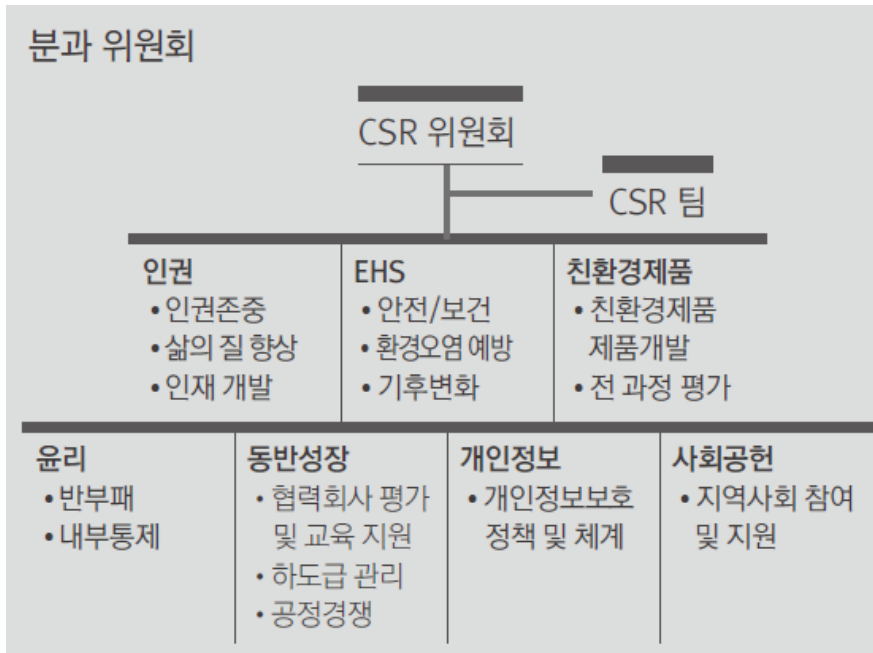 분과 위원회
CSR 위원회
CSR 팀
인권
• 인권존중
• 삶의 질 향상
• 인재 개발
EHS
• 안전/보건
• 환경오염 예방
• 기후변화
친환경제품
• 친환경제품
제품개발
• 전 과정 평가
윤리
• 반부패
• 내부통제
동반성장
• 협력회사 평가
및 교육 지원
• 하도급 관리
• 공정경쟁
개인정보
• 개인정보보호
정책 및 체계
사회공헌
• 지역사회 참여
및 지원